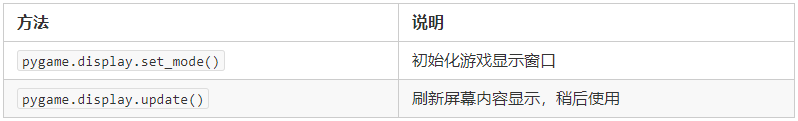 方法 说明
pygame.display.set_mode() 初始化游戏显示窗口
pygame.display.update() 刷新屏幕内容显示，稍后使用